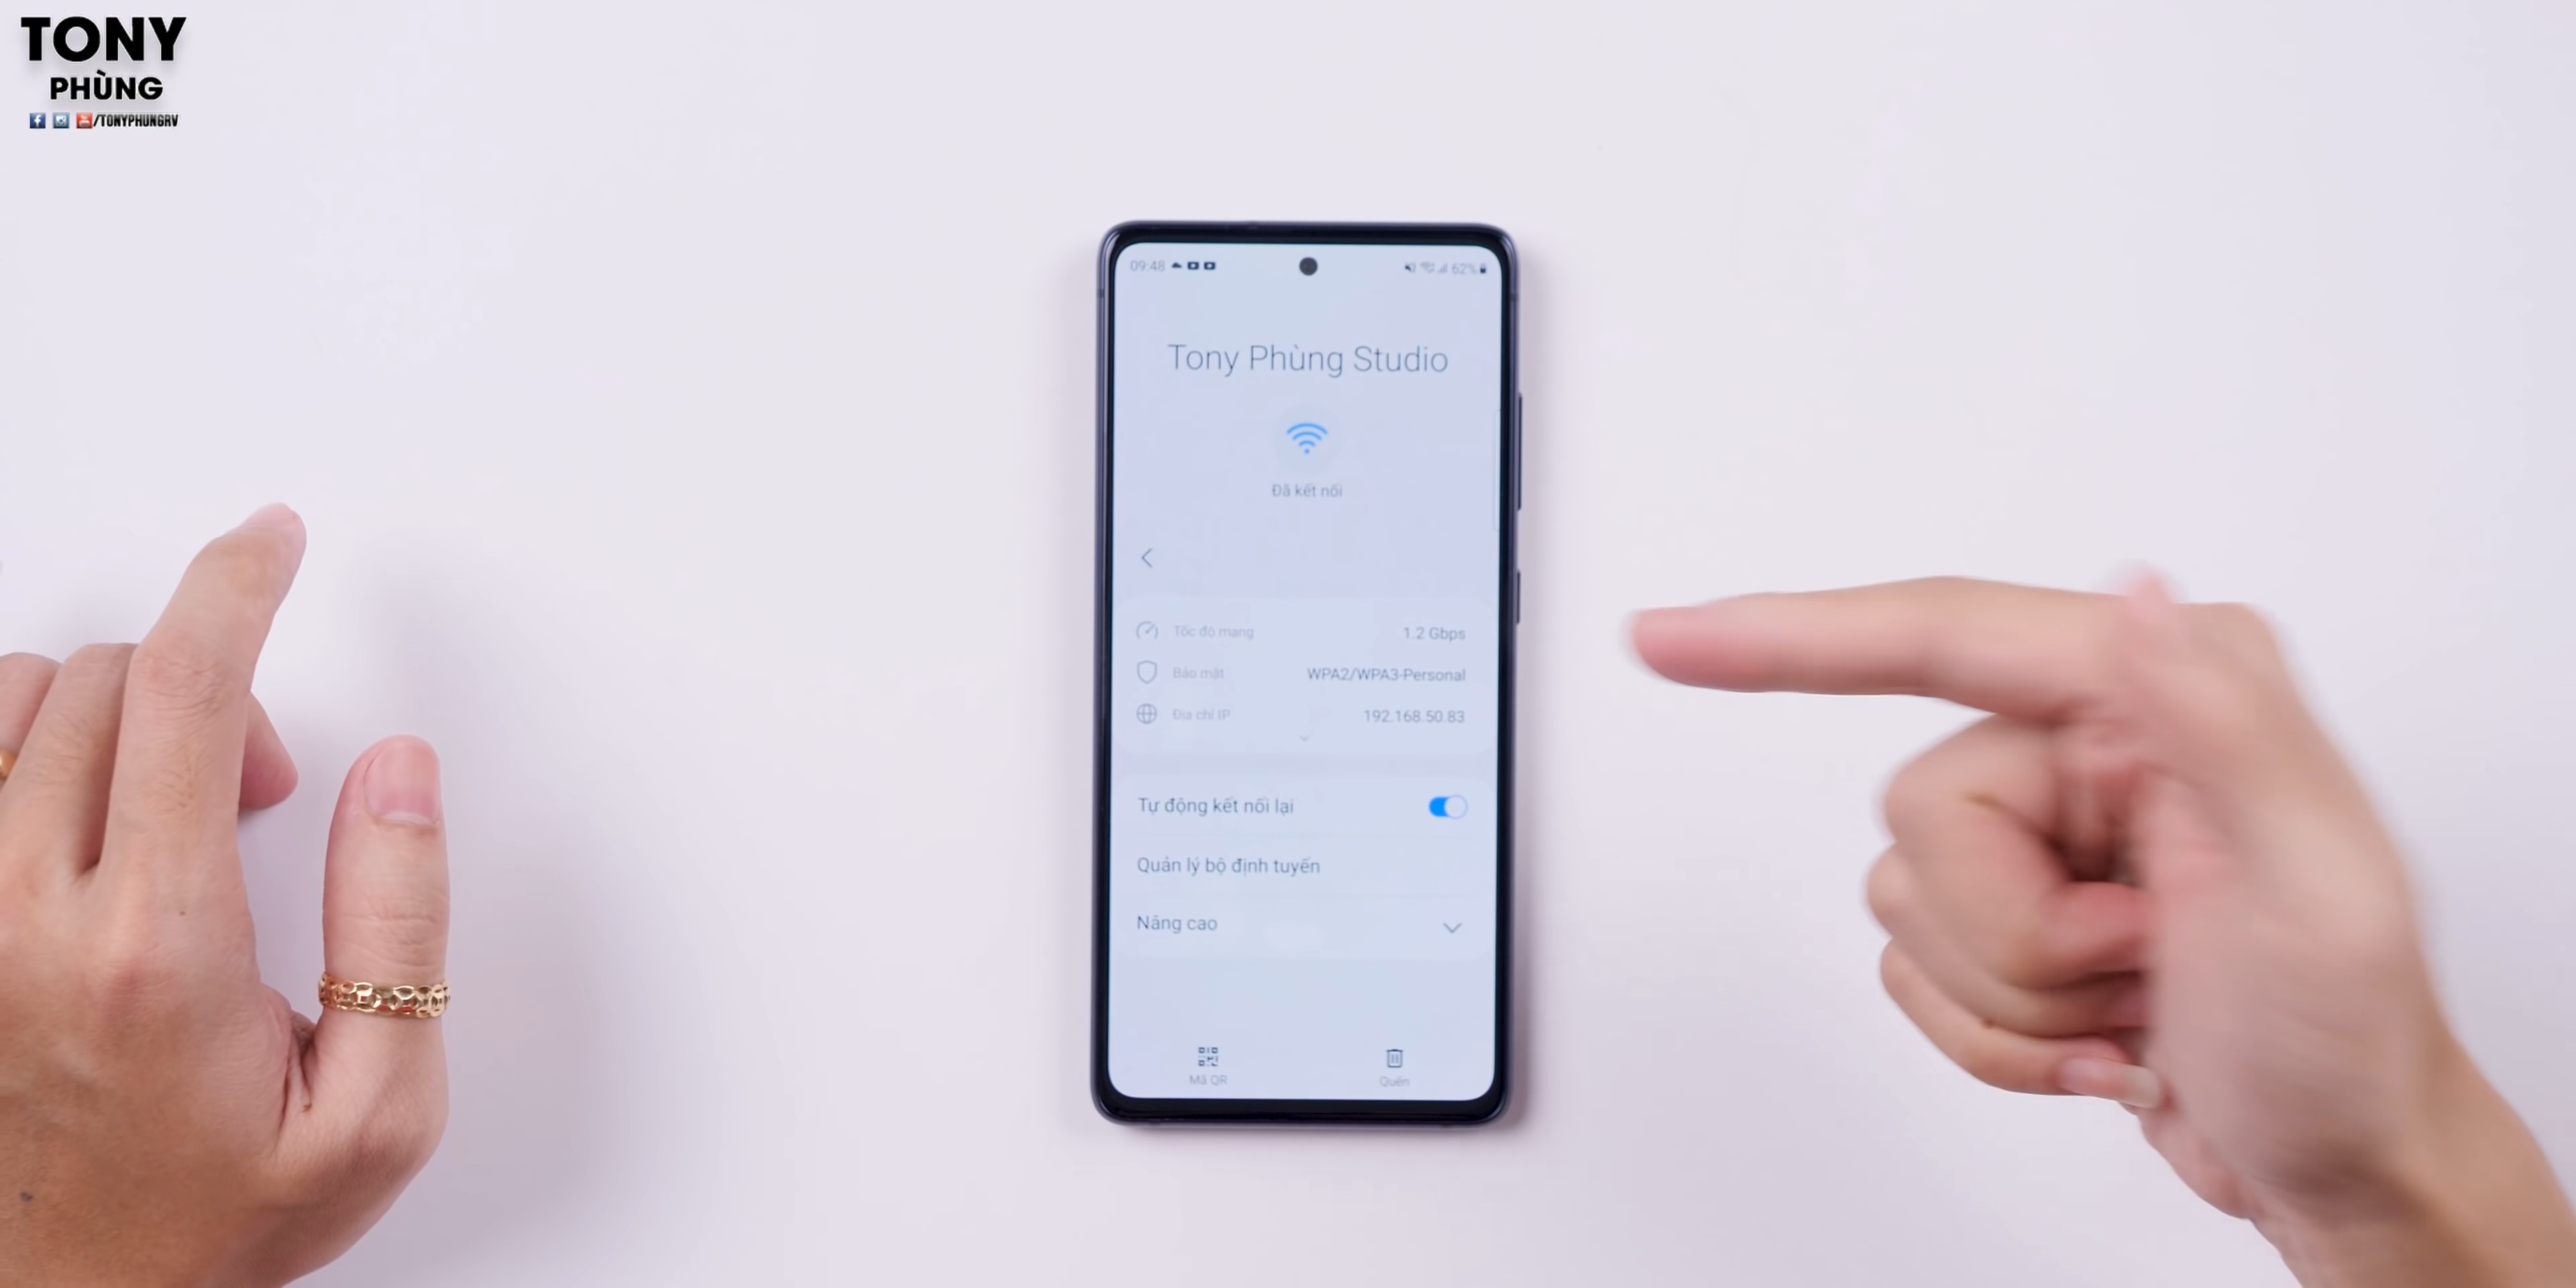 TONY
PHÙNG
/TONYPHUNGRV
09:48
62%
Tony Phùng Studio
Đã kết nối
Tốc độ mạng 1.2 Gbps
Bảo mật WPA2/WPA3-Personal
Địa chỉ IP 192.168.50.83
Tự động kết nối lại
Quản lý bộ định tuyến
Nâng cao
Mã QR Quên